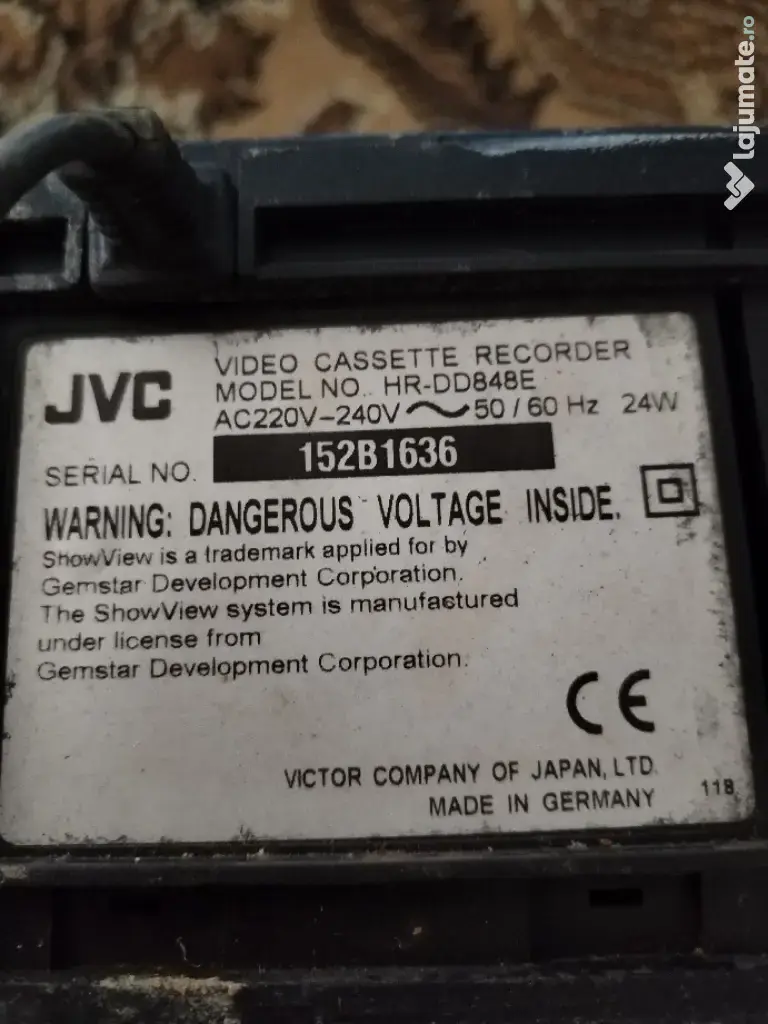 lajumate.ro
JVC
VIDEO CASSETTE RECORDER
MODEL NO. HR-DD848E
AC220V-240V ~ 50/60 Hz 24W
SERIAL NO. 152B1636
WARNING: DANGEROUS VOLTAGE INSIDE.
ShowView is a trademark applied for by
Gemstar Development Corporation.
The ShowView system is manufactured
under license from
Gemstar Development Corporation.
CE
VICTOR COMPANY OF JAPAN, LTD.
MADE IN GERMANY
118